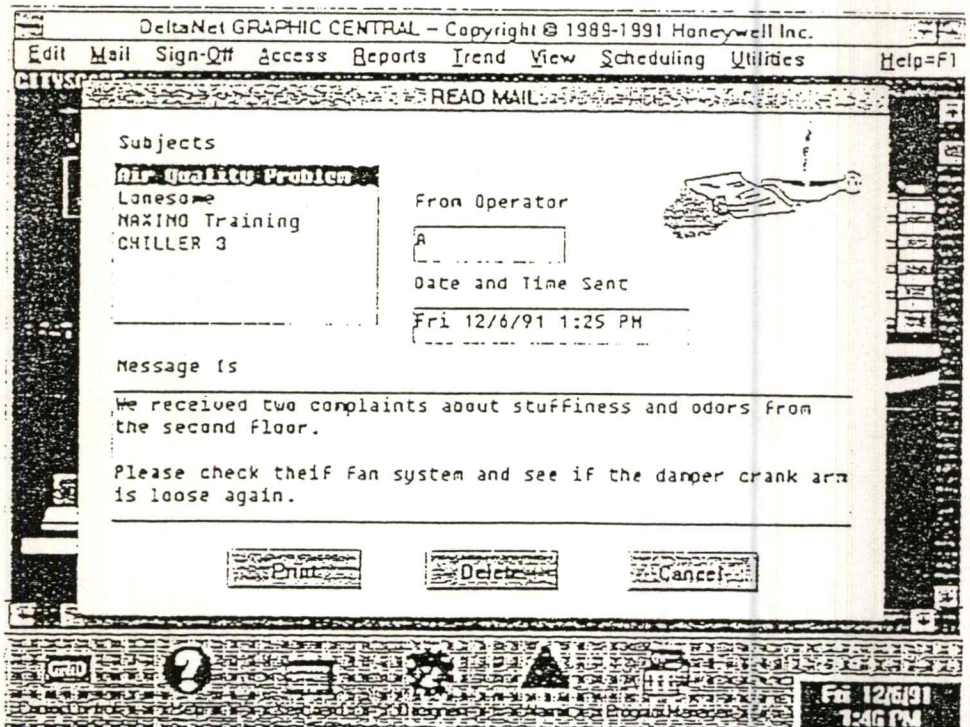 DeltaNet GRAPHIC CENTRAL – Copyright © 1989-1991 Honeywell Inc.
Edit Mail Sign-Off Access Reports Trend View Scheduling Utilities Help=F1
READ MAIL
Subjects
Air Quality Problem
Lonesome
MAXIMO Training
CHILLER 3
From Operator
A
Date and Time Sent
Fri 12/6/91 1:25 PM
Message Is
We received two complaints about stuffiness and odors from
the second floor.
Please check theif fan system and see if the damper crank arm
is loose again.
Print Delete Cancel
Fri 12/6/91